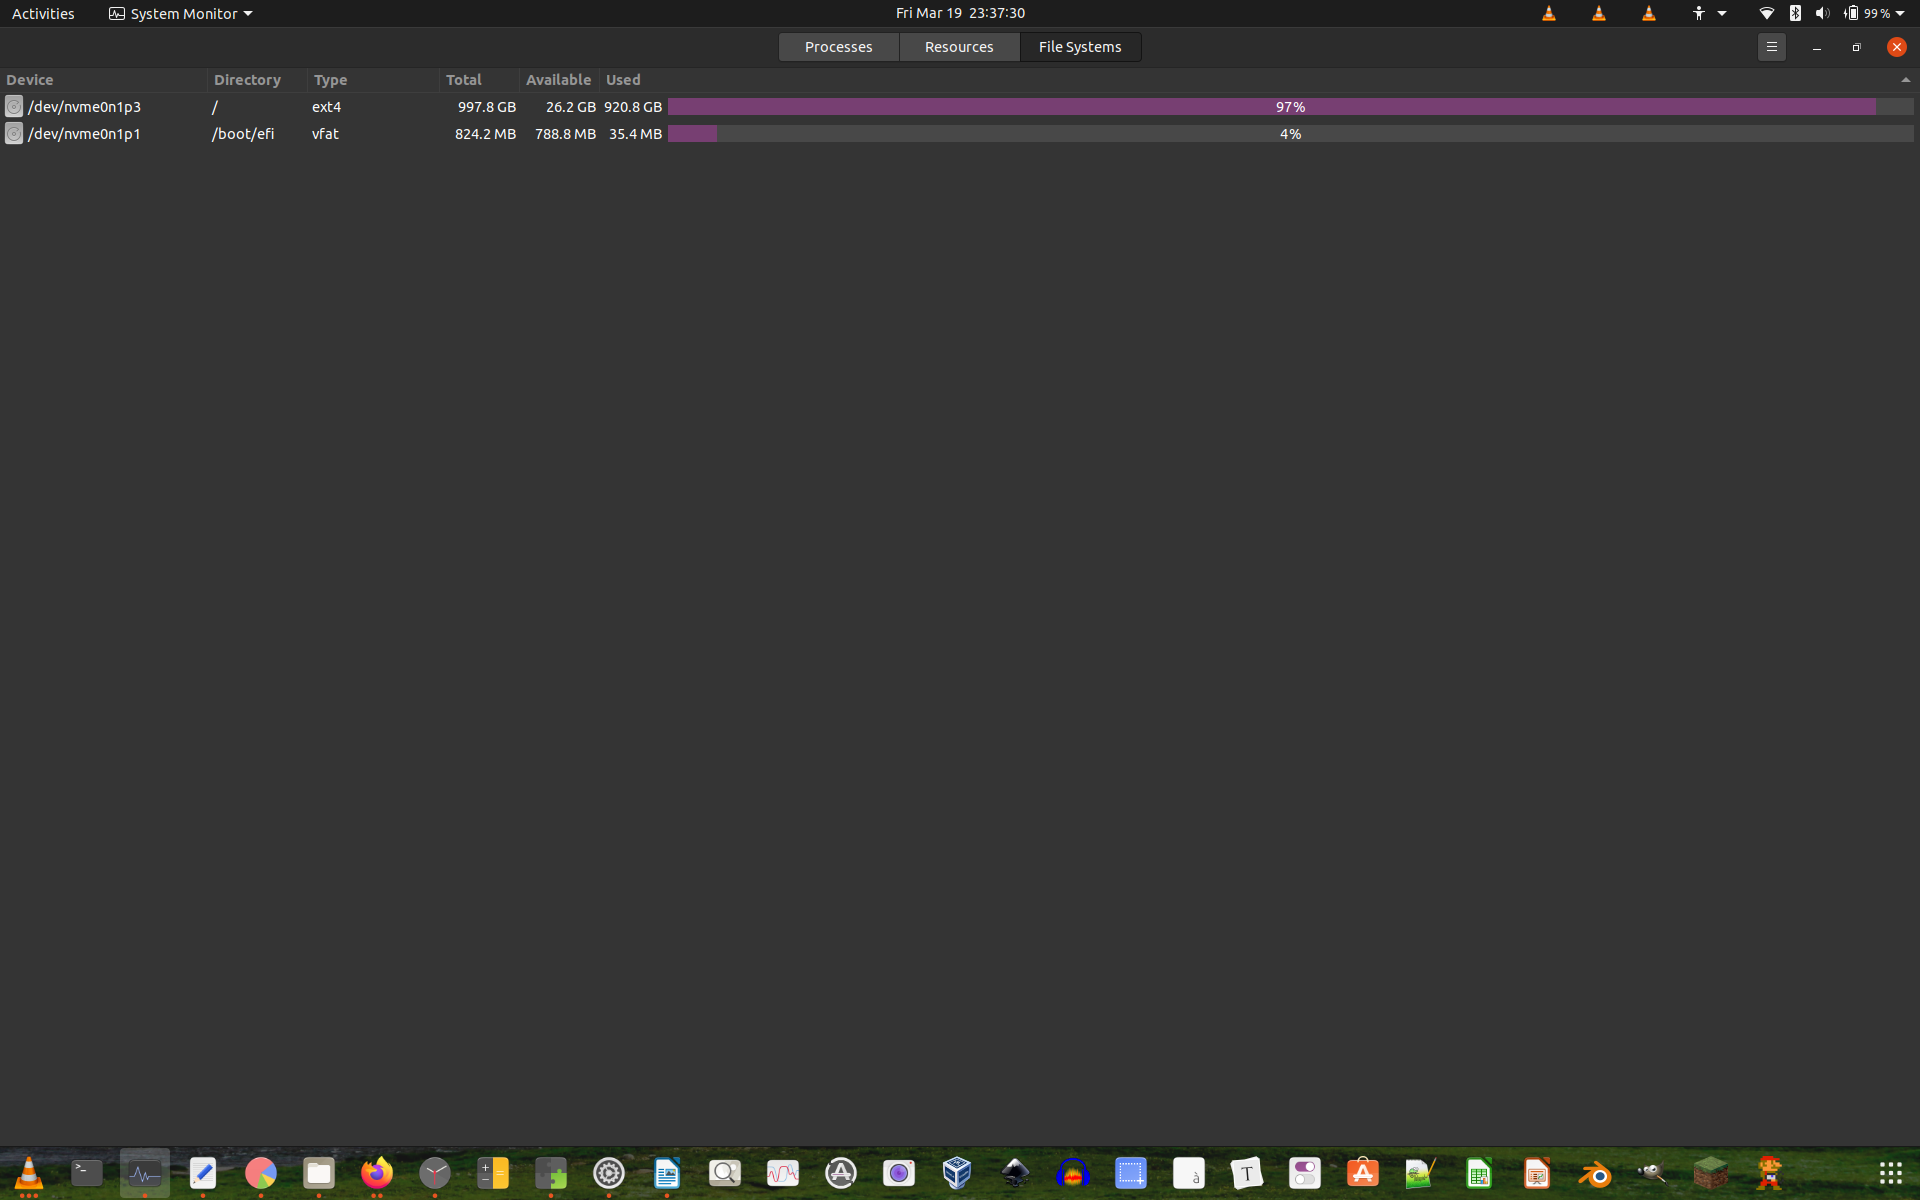 Activities System Monitor Fri Mar 19 23:37:30 99 %
Processes Resources File Systems
Device Directory Type Total Available Used
/dev/nvme0n1p3 / ext4 997.8 GB 26.2 GB 920.8 GB 97%
/dev/nvme0n1p1 /boot/efi vfat 824.2 MB 788.8 MB 35.4 MB 4%